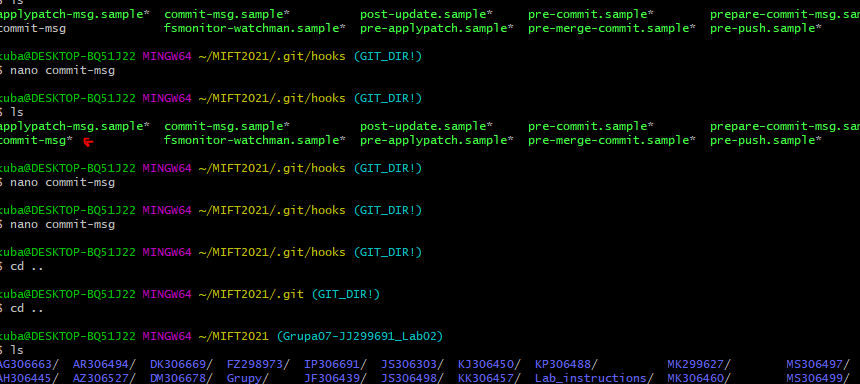 $ ls
applypatch-msg.sample* commit-msg.sample* post-update.sample* pre-commit.sample* prepare-commit-msg.sample
commit-msg fsmonitor-watchman.sample* pre-applypatch.sample* pre-merge-commit.sample* pre-push.sample*
kuba@DESKTOP-BQ51J22 MINGW64 ~/MIFT2021/.git/hooks (GIT_DIR!)
$ nano commit-msg
kuba@DESKTOP-BQ51J22 MINGW64 ~/MIFT2021/.git/hooks (GIT_DIR!)
$ ls
applypatch-msg.sample* commit-msg.sample* post-update.sample* pre-commit.sample* prepare-commit-msg.sam
commit-msg* fsmonitor-watchman.sample* pre-applypatch.sample* pre-merge-commit.sample* pre-push.sample*
kuba@DESKTOP-BQ51J22 MINGW64 ~/MIFT2021/.git/hooks (GIT_DIR!)
$ nano commit-msg
kuba@DESKTOP-BQ51J22 MINGW64 ~/MIFT2021/.git/hooks (GIT_DIR!)
$ nano commit-msg
kuba@DESKTOP-BQ51J22 MINGW64 ~/MIFT2021/.git/hooks (GIT_DIR!)
$ cd ..
kuba@DESKTOP-BQ51J22 MINGW64 ~/MIFT2021/.git (GIT_DIR!)
$ cd ..
kuba@DESKTOP-BQ51J22 MINGW64 ~/MIFT2021 (Grupa07-JJ299691_Lab02)
$ ls
AG306663/ AR306494/ DK306669/ FZ298973/ IP306691/ JS306303/ KJ306450/ KP306488/ MK299627/ MS306497/
AH306445/ AZ306527/ DM306678/ Grupy/ JF306439/ JS306498/ KK306457/ Lab_instructions/ MK306460/ MS306499/